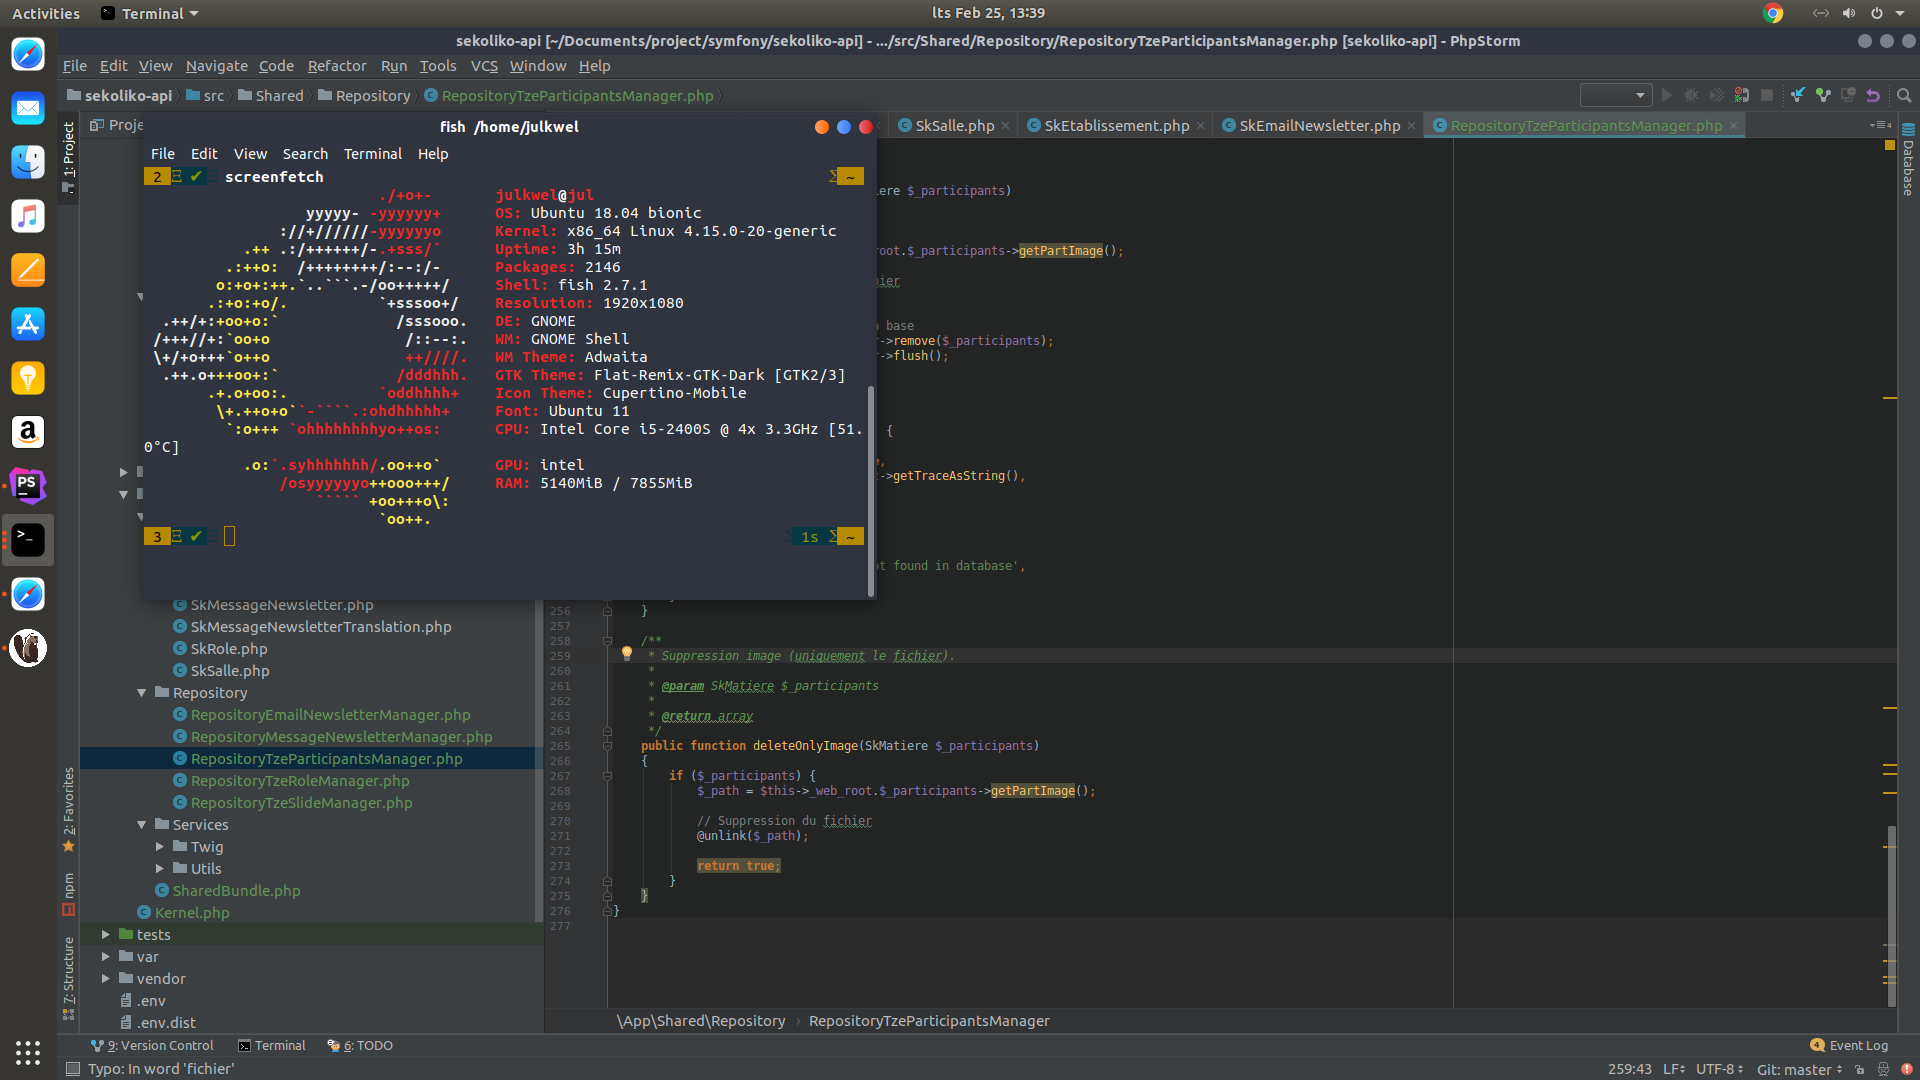 Activities
Terminal
lts Feb 25, 13:39
sekoliko-api [~/Documents/project/symfony/sekoliko-api] - .../src/Shared/Repository/RepositoryTzeParticipantsManager.php [sekoliko-api] - PhpStorm
File Edit View Navigate Code Refactor Run Tools VCS Window Help
sekoliko-api src Shared Repository RepositoryTzeParticipantsManager.php
1: Project
Proje
SkSalle.php SkEtablissement.php SkEmailNewsletter.php RepositoryTzeParticipantsManager.php
Database
fish /home/julkwel
File Edit View Search Terminal Help
2 ✔ screenfetch ~
./+o+- julkwel@jul
yyyyy- -yyyyyy+ OS: Ubuntu 18.04 bionic
://+//////-yyyyyyo Kernel: x86_64 Linux 4.15.0-20-generic
.++ .:/++++++/-.+sss/` Uptime: 3h 15m
.:++o: /++++++++/:--:/- Packages: 2146
o:+o+:++.`..```.-/oo+++++/ Shell: fish 2.7.1
.:+o:+o/. `+sssoo+/ Resolution: 1920x1080
.++/+:+oo+o:` /sssooo. DE: GNOME
/+++//+:`oo+o /::--:. WM: GNOME Shell
\+/+o+++`o++o ++////. WM Theme: Adwaita
.++.o+++oo+:` /dddhhh. GTK Theme: Flat-Remix-GTK-Dark [GTK2/3]
.+.o+oo:. `oddhhhh+ Icon Theme: Cupertino-Mobile
\+.++o+o``-````.:ohdhhhhh+ Font: Ubuntu 11
`:o+++ `ohhhhhhhhyo++os: CPU: Intel Core i5-2400S @ 4x 3.3GHz [51.
0°C]
.o:`.syhhhhhhh/.oo++o` GPU: intel
/osyyyyyyo++ooo+++/ RAM: 5140MiB / 7855MiB
````` +oo+++o\:
`oo++.
3 ✔ 1s ~
ere $_participants)
root.$_participants->getPartImage();
ier
base
r->remove($_participants);
r->flush();
{
,
->getTraceAsString(),
t found in database',
SkMessageNewsletter.php
SkMessageNewsletterTranslation.php
SkRole.php
SkSalle.php
Repository
RepositoryEmailNewsletterManager.php
RepositoryMessageNewsletterManager.php
RepositoryTzeParticipantsManager.php
RepositoryTzeRoleManager.php
RepositoryTzeSlideManager.php
Services
Twig
Utils
SharedBundle.php
Kernel.php
tests
var
vendor
.env
.env.dist
2: Favorites
npm
7: Structure
256 }
257
258 /**
259 * Suppression image (uniquement le fichier).
260 *
261 * @param SkMatiere $_participants
262 *
263 * @return array
264 */
265 public function deleteOnlyImage(SkMatiere $_participants)
266 {
267 if ($_participants) {
268 $_path = $this->_web_root.$_participants->getPartImage();
269
270 // Suppression du fichier
271 @unlink($_path);
272
273 return true;
274 }
275 }
276 }
277
\App\Shared\Repository › RepositoryTzeParticipantsManager
9: Version Control Terminal 6: TODO
4 Event Log
Typo: In word 'fichier'
259:43 LF UTF-8 Git: master